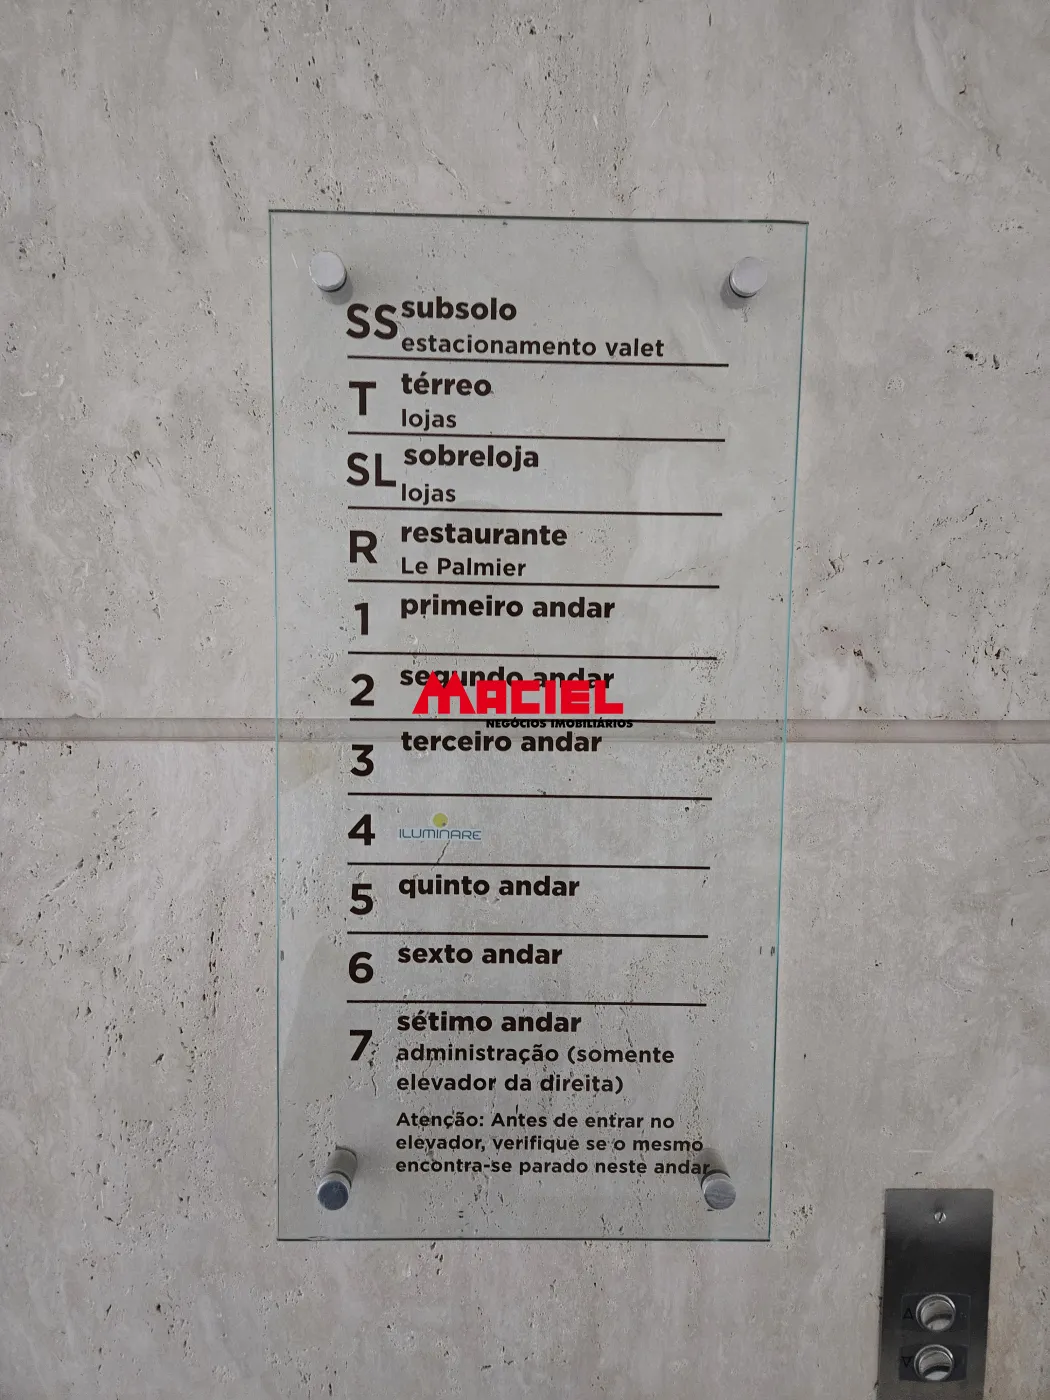 SS subsolo
estacionamento valet
T térreo
lojas
SL sobreloja
lojas
R restaurante
Le Palmier
1 primeiro andar
2 segundo andar
MACIEL
NEGÓCIOS IMOBILIÁRIOS
3 terceiro andar
4 ILUMINARE
5 quinto andar
6 sexto andar
7 sétimo andar
administração (somente
elevador da direita)
Atenção: Antes de entrar no
elevador, verifique se o mesmo
encontra-se parado neste andar.